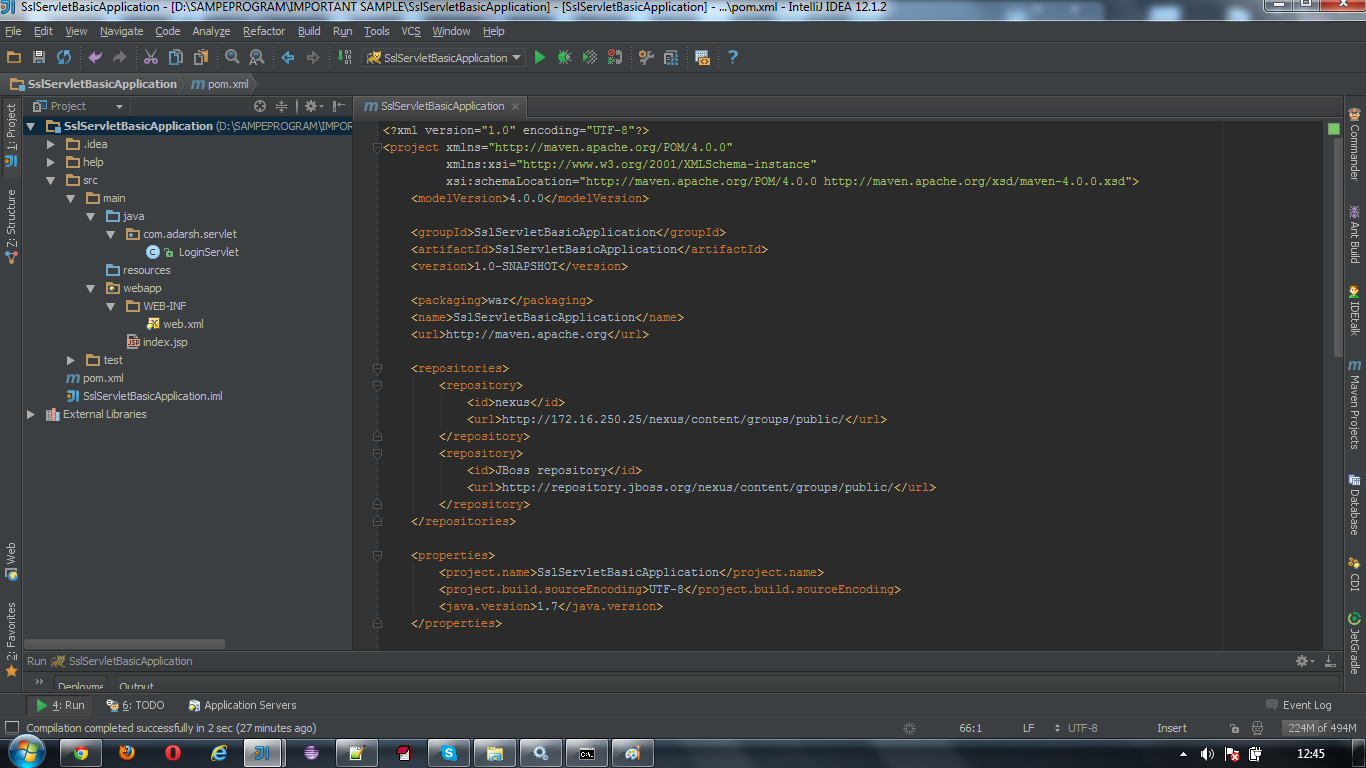 SslServletBasicApplication - [D:\SAMPEPROGRAM\IMPORTANT SAMPLE\SslServletBasicApplication] - [SslServletBasicApplication] - ...\pom.xml - IntelliJ IDEA 12.1.2
File Edit View Navigate Code Analyze Refactor Build Run Tools VCS Window Help
SslServletBasicApplication
SslServletBasicApplication pom.xml
Project
SslServletBasicApplication
1: Project
Z: Structure
Web
2: Favorites
SslServletBasicApplication (D:\SAMPEPROGRAM\IMPOR
.idea
help
src
main
java
com.adarsh.servlet
LoginServlet
resources
webapp
WEB-INF
web.xml
index.jsp
test
pom.xml
SslServletBasicApplication.iml
External Libraries
<?xml version="1.0" encoding="UTF-8"?>
<project xmlns="http://maven.apache.org/POM/4.0.0"
xmlns:xsi="http://www.w3.org/2001/XMLSchema-instance"
xsi:schemaLocation="http://maven.apache.org/POM/4.0.0 http://maven.apache.org/xsd/maven-4.0.0.xsd">
<modelVersion>4.0.0</modelVersion>
<groupId>SslServletBasicApplication</groupId>
<artifactId>SslServletBasicApplication</artifactId>
<version>1.0-SNAPSHOT</version>
<packaging>war</packaging>
<name>SslServletBasicApplication</name>
<url>http://maven.apache.org</url>
<repositories>
<repository>
<id>nexus</id>
<url>http://172.16.250.25/nexus/content/groups/public/</url>
</repository>
<repository>
<id>JBoss repository</id>
<url>http://repository.jboss.org/nexus/content/groups/public/</url>
</repository>
</repositories>
<properties>
<project.name>SslServletBasicApplication</project.name>
<project.build.sourceEncoding>UTF-8</project.build.sourceEncoding>
<java.version>1.7</java.version>
</properties>
Commander
Ant Build
IDEtalk
Maven Projects
Database
CDI
JetGradle
Run SslServletBasicApplication
Deployme Output
4: Run 6: TODO Application Servers Event Log
Compilation completed successfully in 2 sec (27 minutes ago) 66:1 LF UTF-8 Insert 224M of 494M
12:45